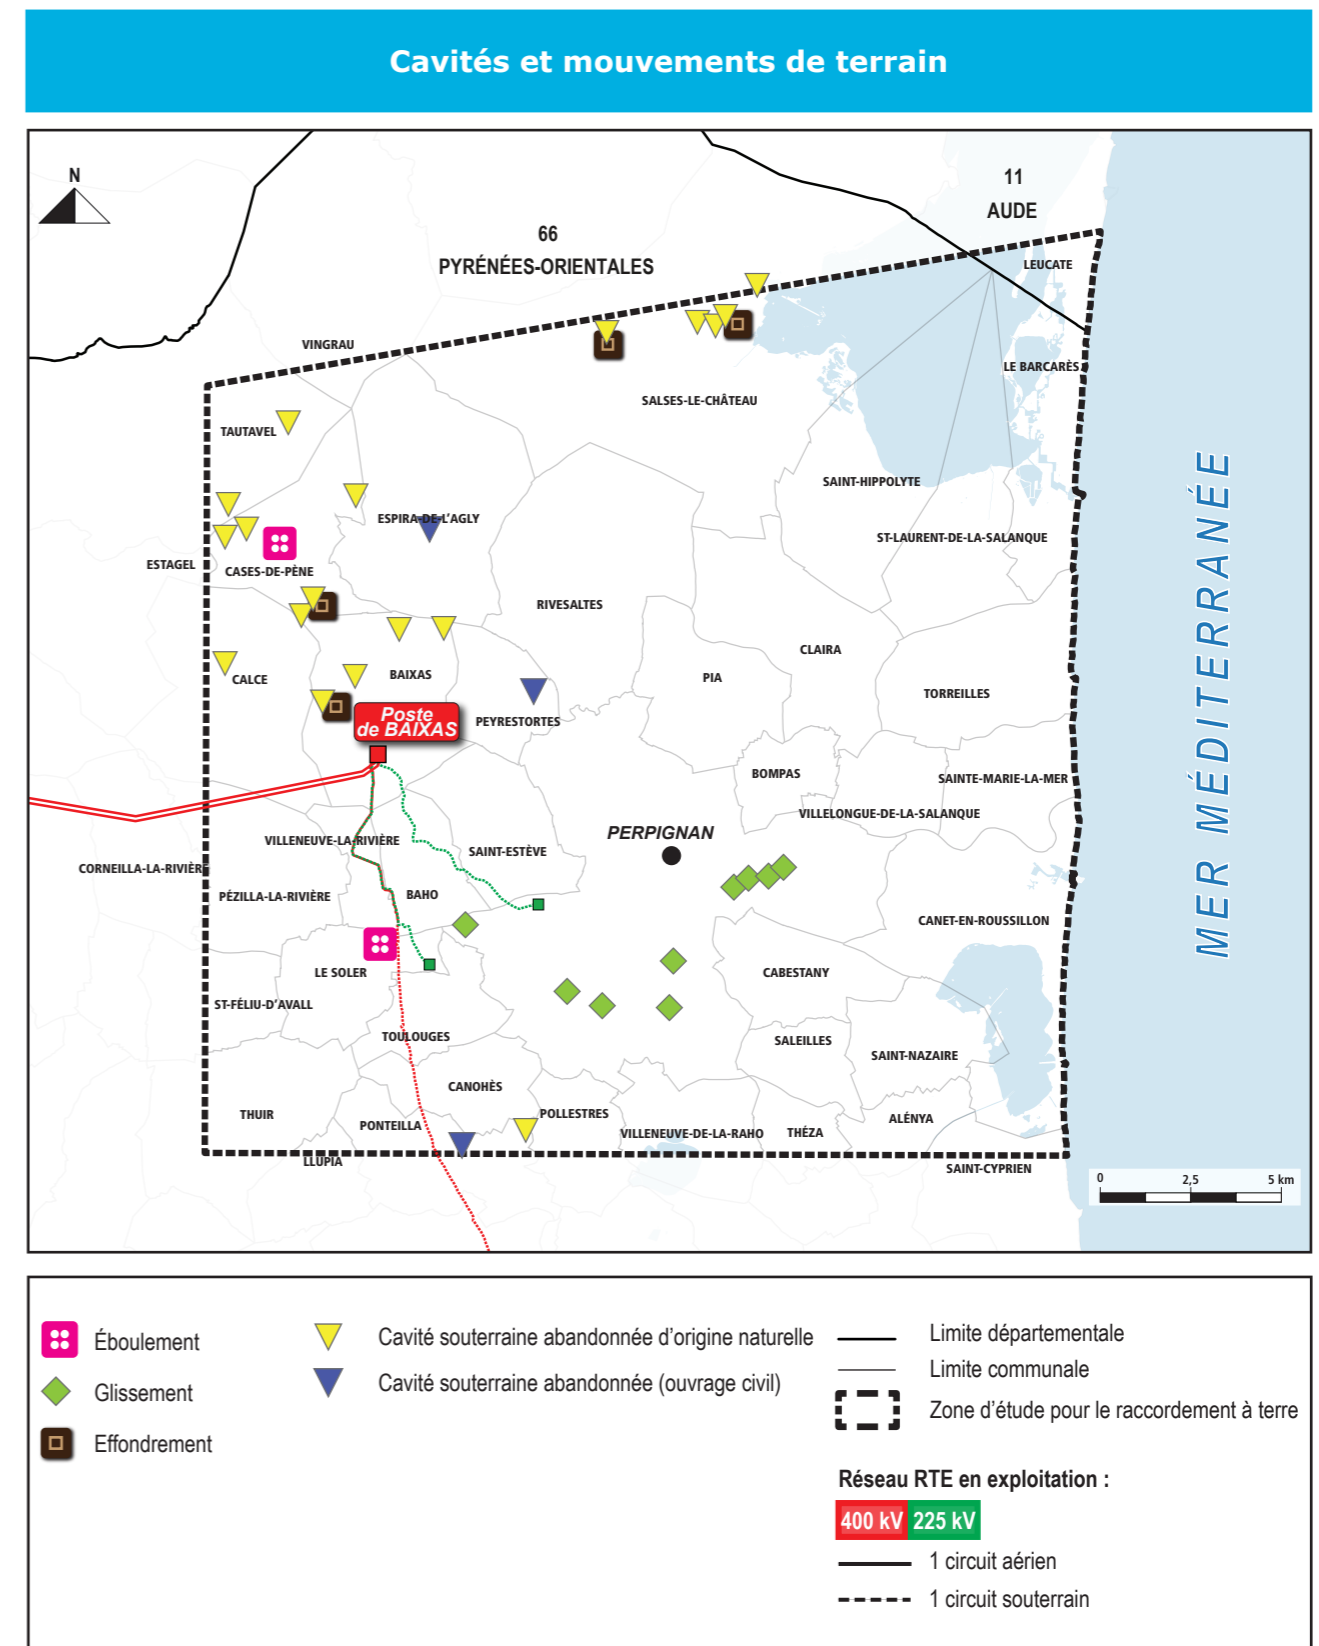 Cavités et mouvements de terrain
N
11
AUDE
66
PYRÉNÉES-ORIENTALES
LEUCATE
VINGRAU
LE BARCARÈS
SALSES-LE-CHÂTEAU
TAUTAVEL
SAINT-HIPPOLYTE
ESPIRA-DE-L'AGLY
ST-LAURENT-DE-LA-SALANQUE
ESTAGEL
CASES-DE-PÈNE
RIVESALTES
CLAIRA
BAIXAS
PIA
CALCE
TORREILLES
Poste
de BAIXAS
PEYRESTORTES
BOMPAS
SAINTE-MARIE-LA-MER
VILLELONGUE-DE-LA-SALANQUE
PERPIGNAN
VILLENEUVE-LA-RIVIÈRE
SAINT-ESTÈVE
CORNEILLA-LA-RIVIÈRE
PÉZILLA-LA-RIVIÈRE
BAHO
CANET-EN-ROUSSILLON
LE SOLER
CABESTANY
ST-FÉLIU-D'AVALL
TOULOUGES
SALEILLES
SAINT-NAZAIRE
CANOHÈS
THUIR
POLLESTRES
PONTEILLA
VILLENEUVE-DE-LA-RAHO
THÉZA
ALÉNYA
LLUPIA
SAINT-CYPRIEN
MER MÉDITERRANÉE
0 2,5 5 km
Éboulement
Glissement
Effondrement
Cavité souterraine abandonnée d'origine naturelle
Cavité souterraine abandonnée (ouvrage civil)
Limite départementale
Limite communale
Zone d'étude pour le raccordement à terre
Réseau RTE en exploitation :
400 kV 225 kV
1 circuit aérien
1 circuit souterrain